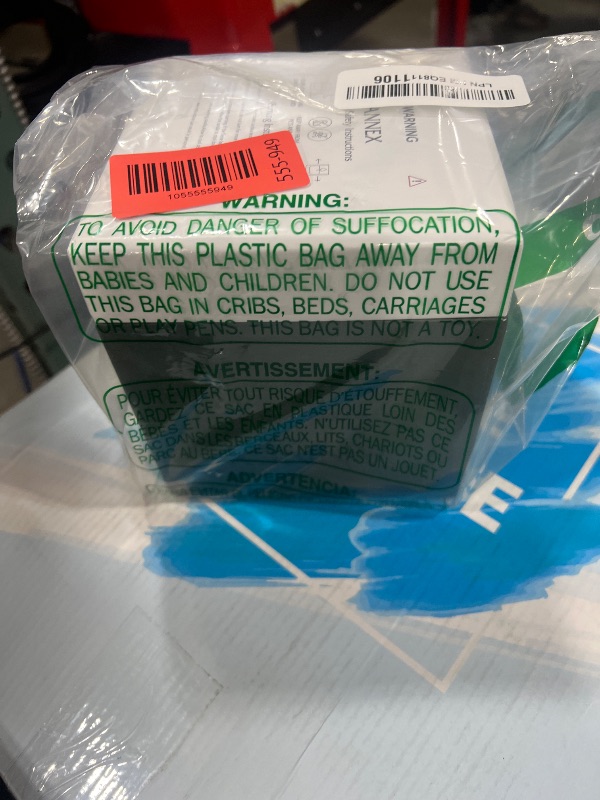 1106
WARNING
ANNEX
555-949
1055555949
WARNING:
TO AVOID DANGER OF SUFFOCATION,
KEEP THIS PLASTIC BAG AWAY FROM
BABIES AND CHILDREN. DO NOT USE
THIS BAG IN CRIBS, BEDS, CARRIAGES
OR PLAY PENS. THIS BAG IS NOT A TOY.
AVERTISSEMENT:
POUR ÉVITER TOUT RISQUE D'ÉTOUFFEMENT,
GARDEZ CE SAC EN PLASTIQUE LOIN DES
BÉBÉS ET LES ENFANTS. N'UTILISEZ PAS CE
SAC DANS LES BERCEAUX, LITS, CHARIOTS OU
PARC AU BÉBÉ. CE SAC N'EST PAS UN JOUET
ADVERTENCIA:
E